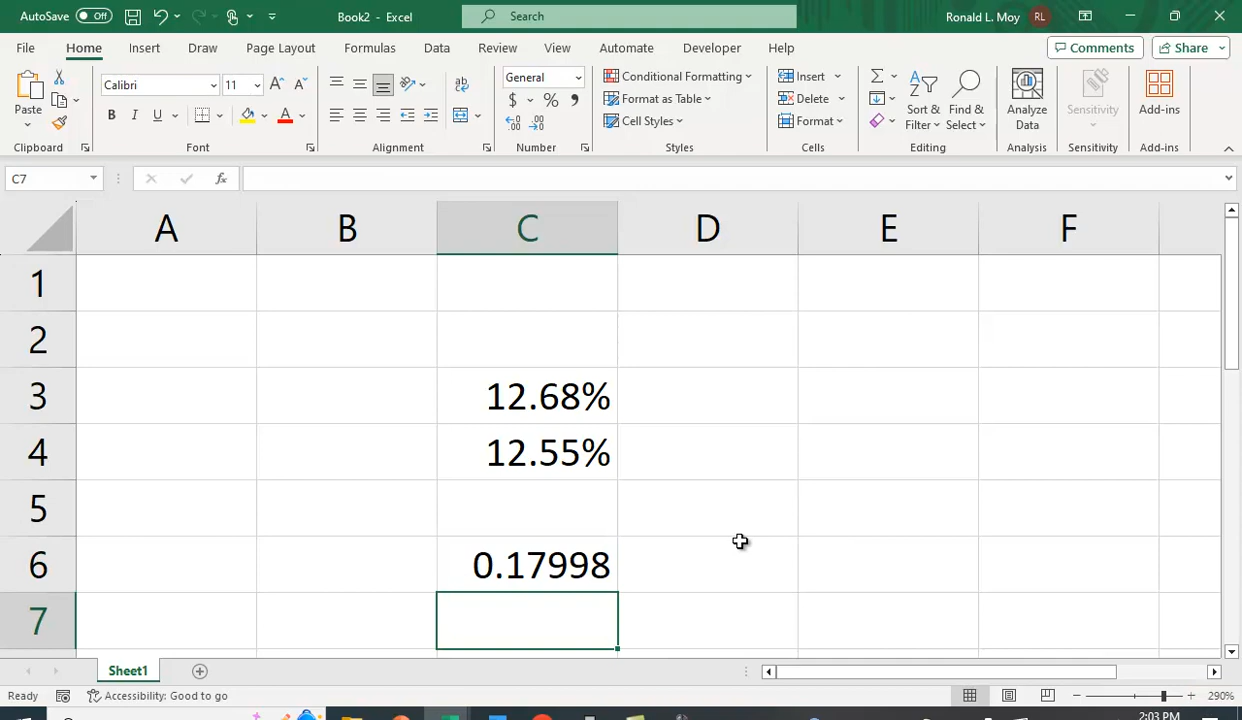 AutoSave Off Book2 - Excel Search Ronald L. Moy RL
File Home Insert Draw Page Layout Formulas Data Review View Automate Developer Help Comments Share
Paste Calibri 11 General Conditional Formatting Insert Sort & Find & Analyze Sensitivity Add-ins
B I U $ % Format as Table Delete Filter Select Data
Cell Styles Format
Clipboard Font Alignment Number Styles Cells Editing Analysis Sensitivity Add-ins
C7 fx
A B C D E F
1
2
3 12.68%
4 12.55%
5
6 0.17998
7
Sheet1
Ready Accessibility: Good to go 290%
2:03 PM